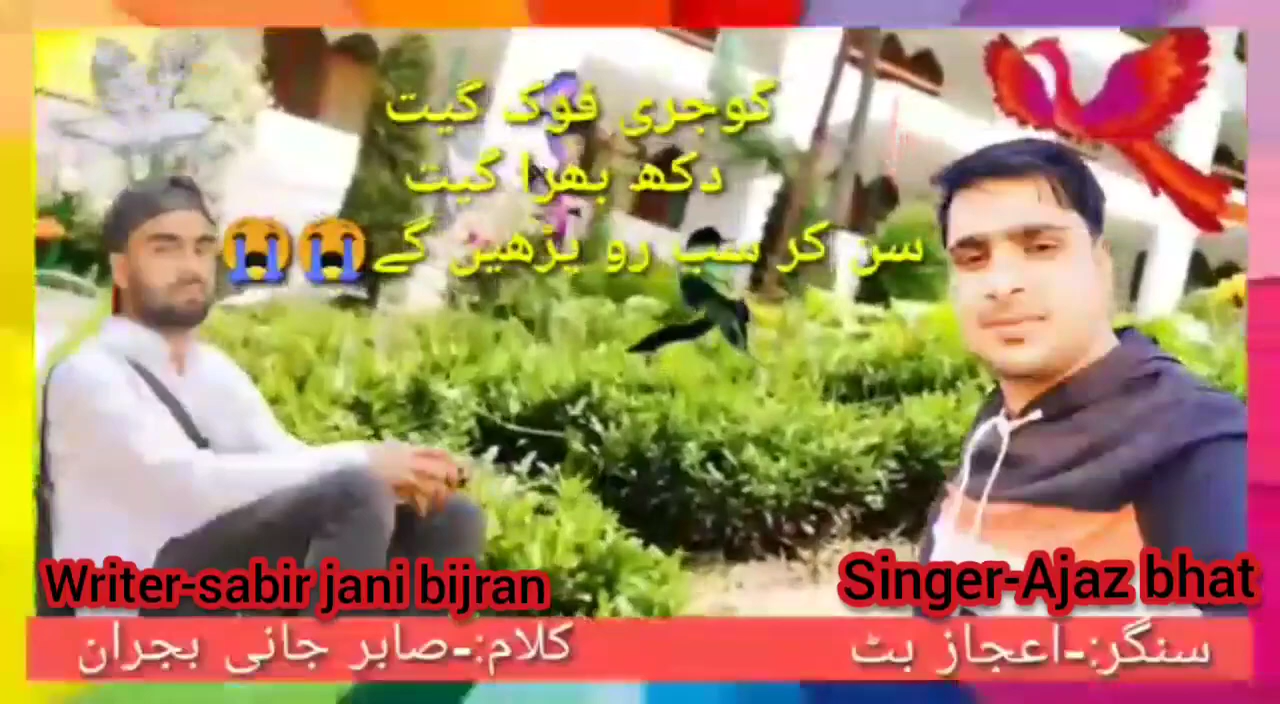 گوجری فوک گیت
دکھ بھرا گیت
سن کر سب رو پڑھیں گے😭😭
Writer-sabir jani bijran
Singer-Ajaz bhat
کلام:-صابر جانی بجران
سنگر:-اعجاز بٹ